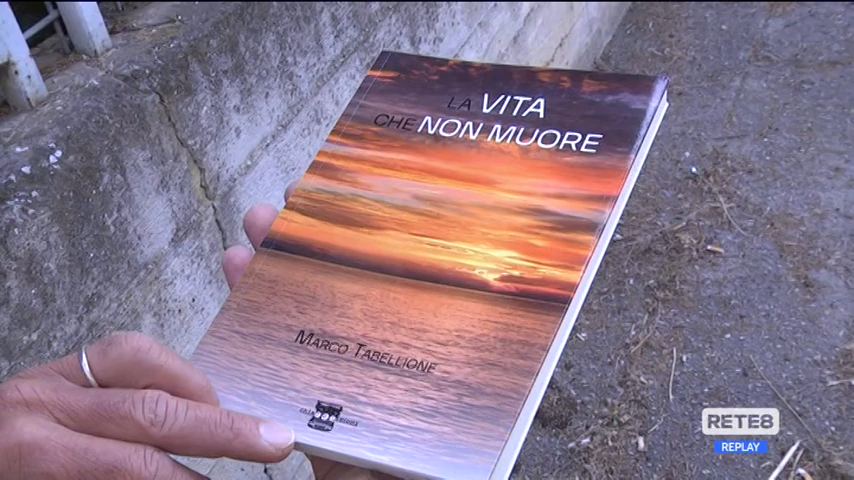 LA VITA
CHE NON MUORE
MARCO TABELLIONE
RETE8
REPLAY